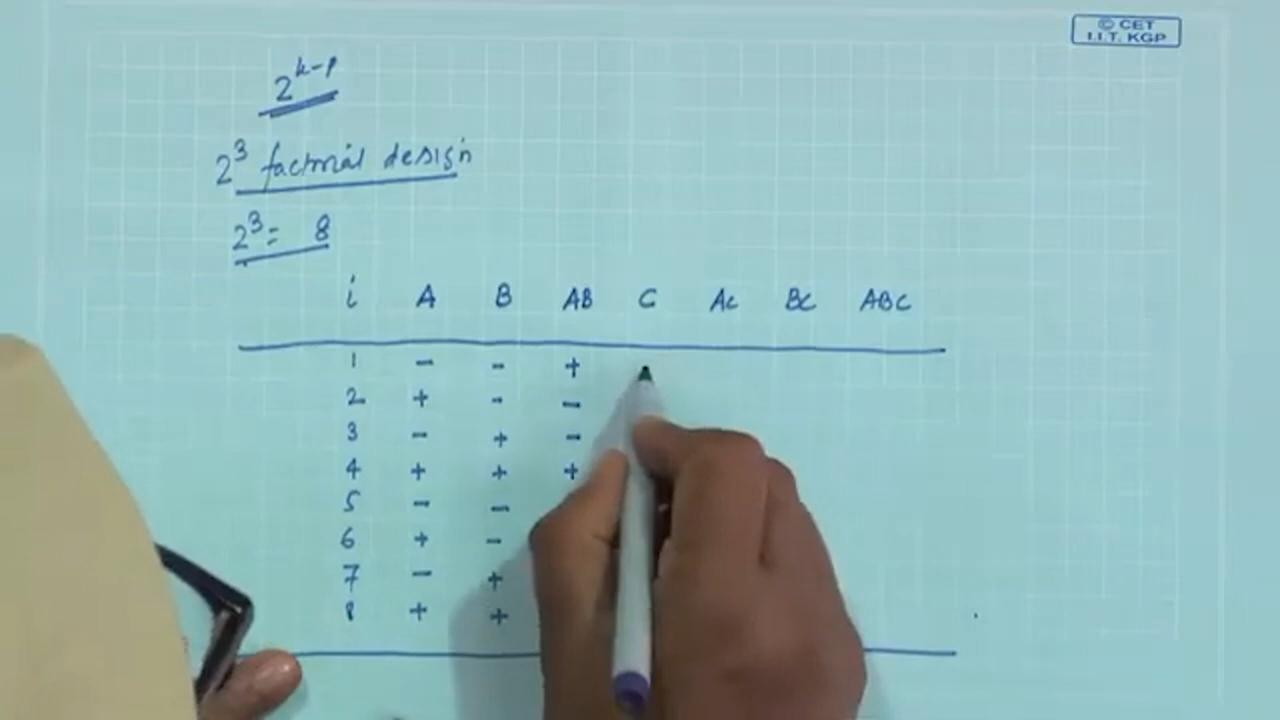 © CET
I.I.T. KGP
2^k-p
2^3 factorial design
2^3 = 8
i A B AB C AC BC ABC
1 - - +
2 + - -
3 - + -
4 + + +
5 - -
6 + -
7 - +
8 + +